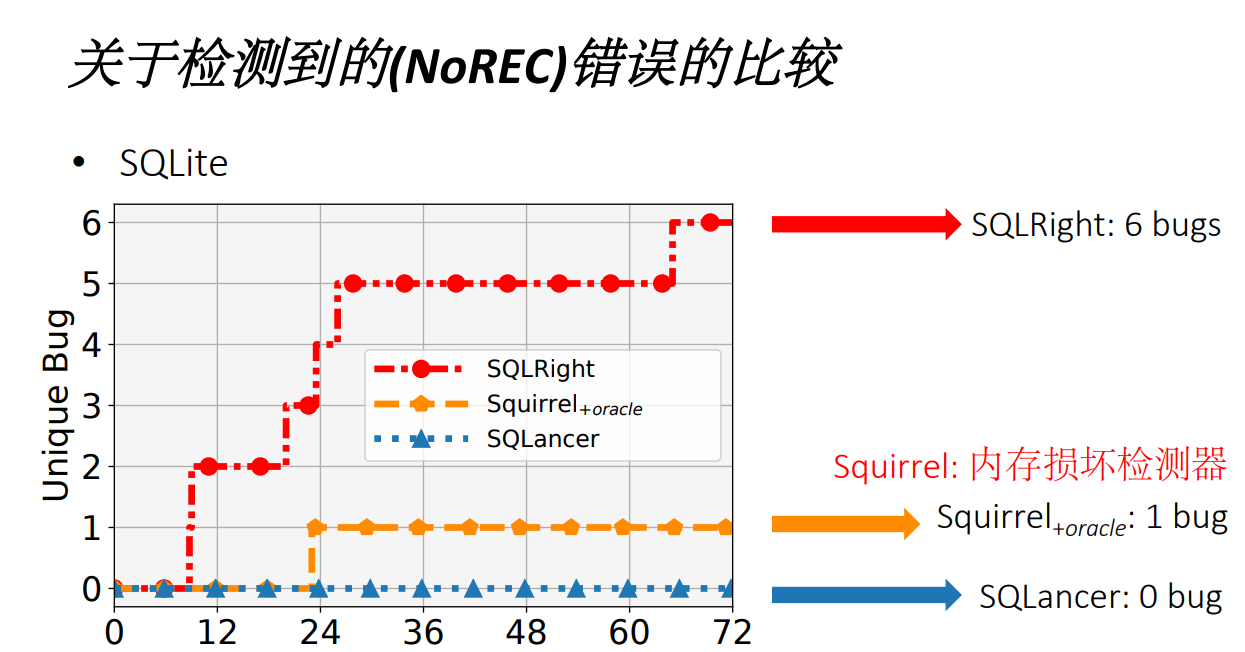 关于检测到的(NoREC)错误的比较
• SQLite
6
5
4
3
2
1
0
Unique Bug
0 12 24 36 48 60 72
SQLRight
Squirrel+oracle
SQLancer
SQLRight: 6 bugs
Squirrel: 内存损坏检测器
Squirrel+oracle: 1 bug
SQLancer: 0 bug